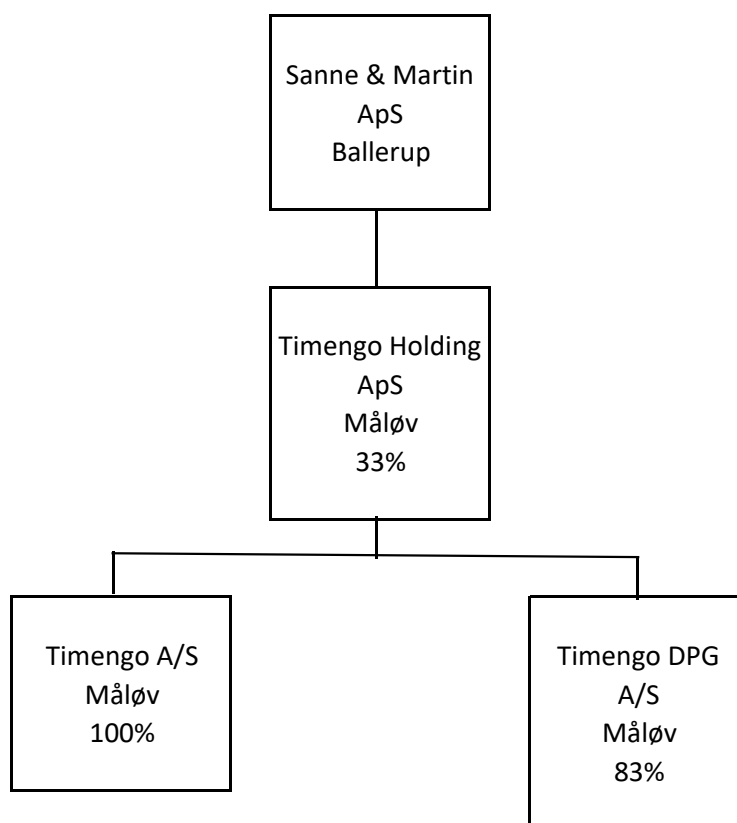 Sanne & Martin
ApS
Ballerup
Timengo Holding
ApS
Måløv
33%
Timengo A/S
Måløv
100%
Timengo DPG
A/S
Måløv
83%